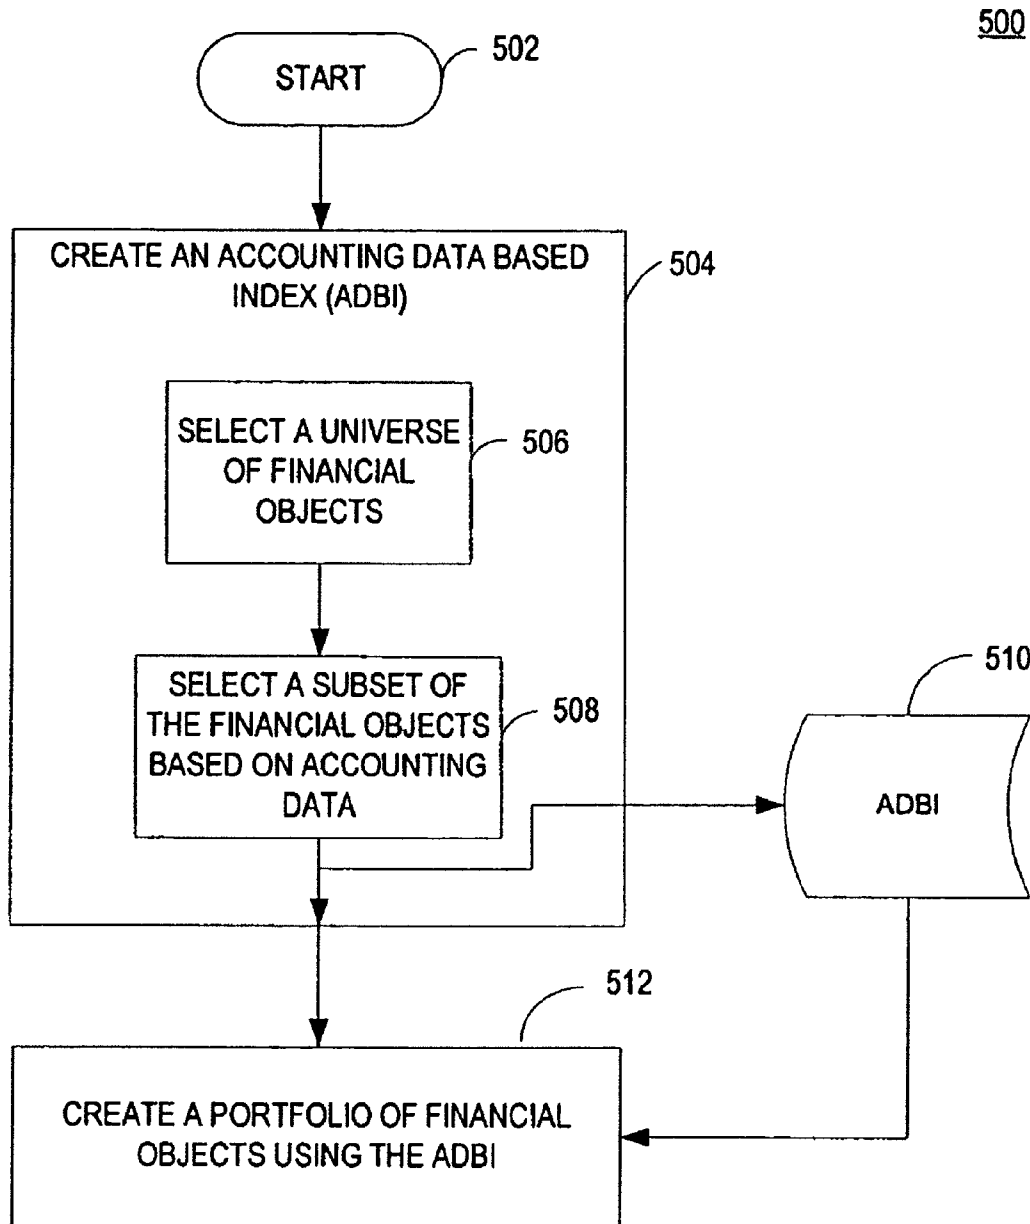 500
502
START
CREATE AN ACCOUNTING DATA BASED
INDEX (ADBI)
504
SELECT A UNIVERSE
OF FINANCIAL
OBJECTS
506
SELECT A SUBSET OF
THE FINANCIAL OBJECTS
BASED ON ACCOUNTING
DATA
508
510
ADBI
512
CREATE A PORTFOLIO OF FINANCIAL
OBJECTS USING THE ADBI